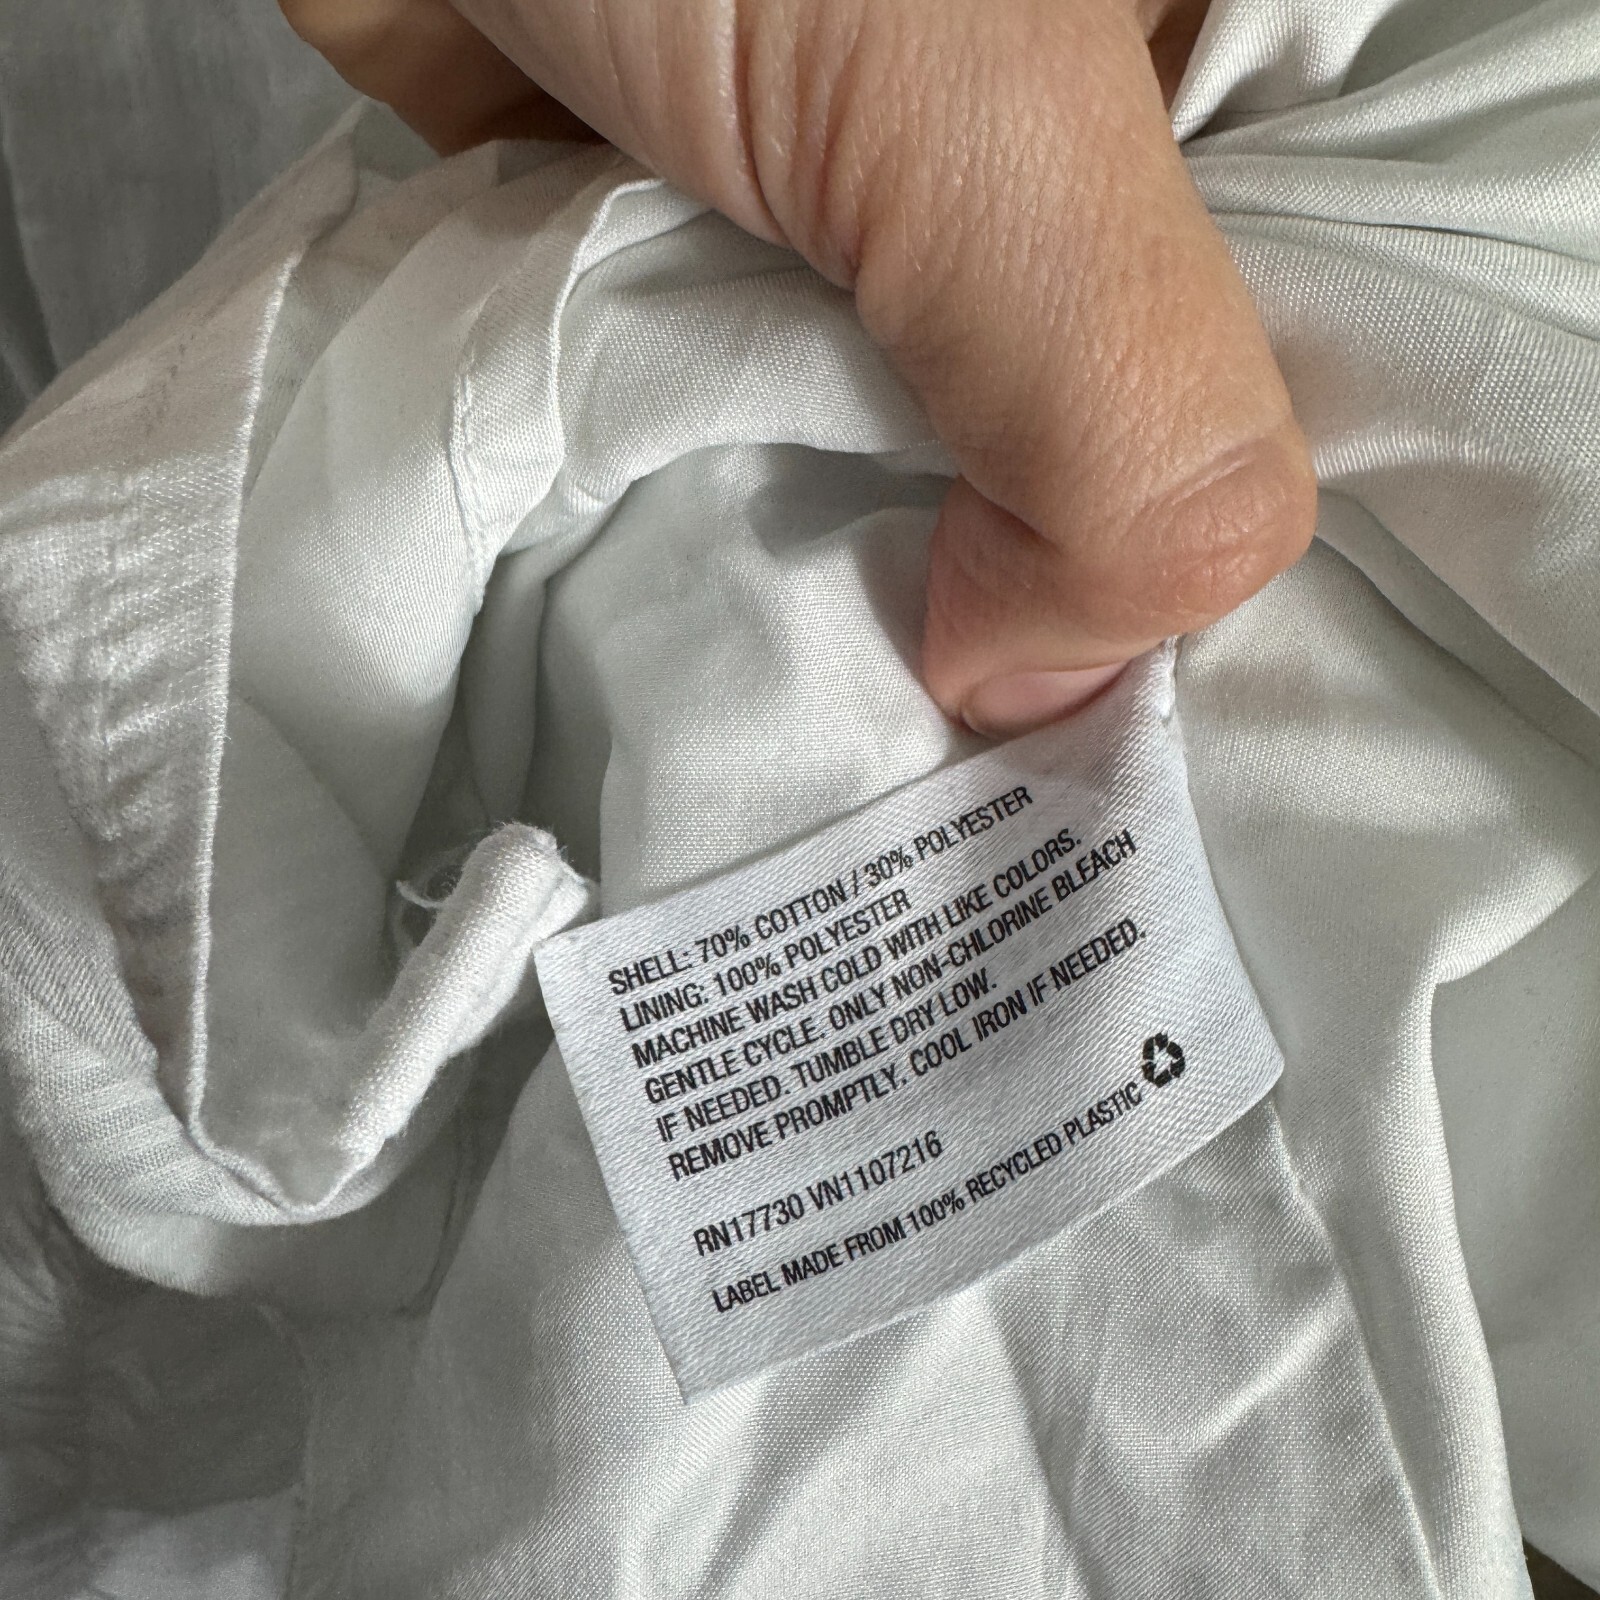 SHELL: 70% COTTON / 30% POLYESTER
LINING: 100% POLYESTER
MACHINE WASH COLD WITH LIKE COLORS.
GENTLE CYCLE. ONLY NON-CHLORINE BLEACH
IF NEEDED. TUMBLE DRY LOW.
REMOVE PROMPTLY. COOL IRON IF NEEDED.
RN17730 VN1107216
LABEL MADE FROM 100% RECYCLED PLASTIC